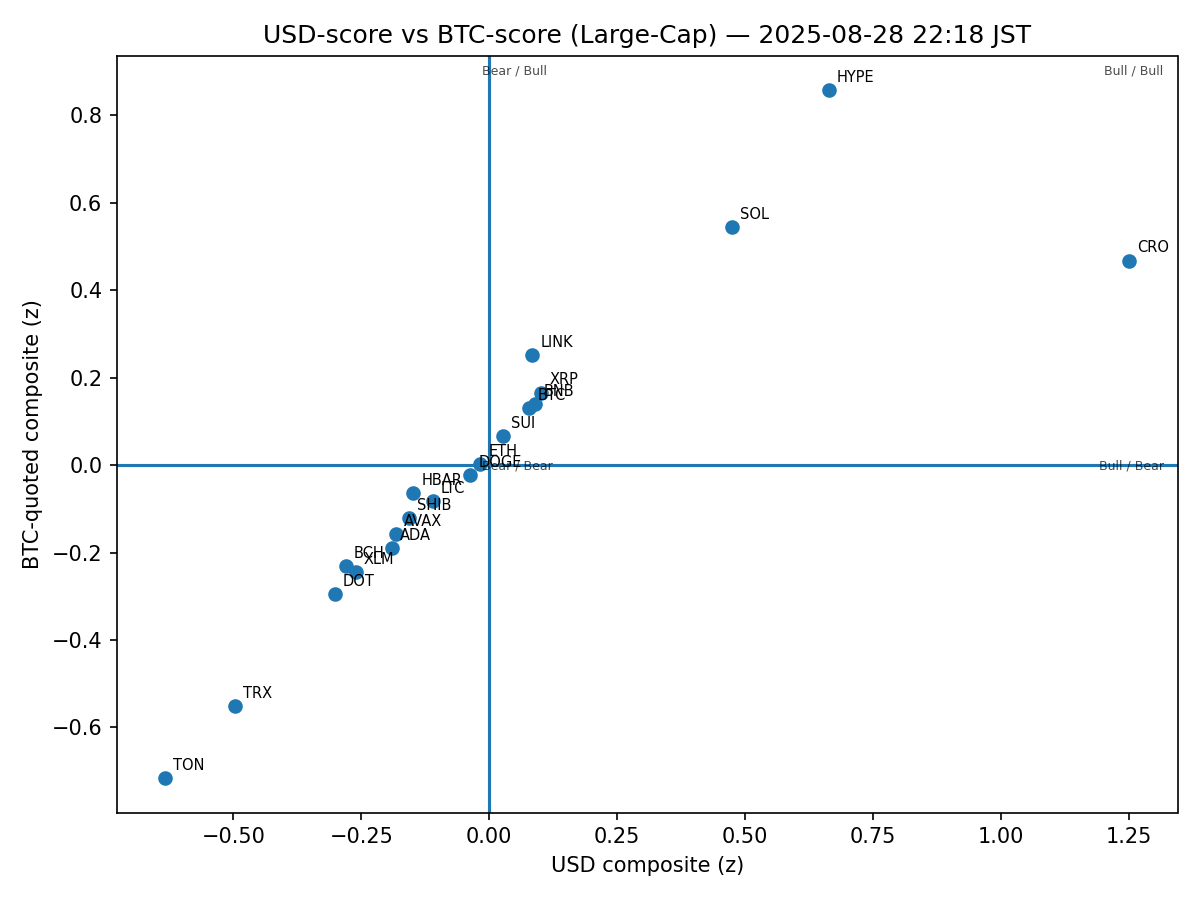 USD-score vs BTC-score (Large-Cap) — 2025-08-28 22:18 JST
Bear / Bull
Bull / Bull
HYPE
SOL
CRO
LINK
XRP
BNB
BTC
SUI
ETH
DOGE
Bear / Bear
Bull / Bear
HBAR
LTC
SHIB
AVAX
ADA
BCH
XLM
DOT
TRX
TON
0.8
0.6
0.4
0.2
0.0
−0.2
−0.4
−0.6
BTC-quoted composite (z)
−0.50
−0.25
0.00
0.25
0.50
0.75
1.00
1.25
USD composite (z)